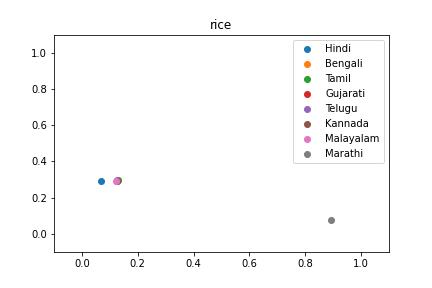 rice
1.0
0.8
0.6
0.4
0.2
0.0
0.0 0.2 0.4 0.6 0.8 1.0
Hindi
Bengali
Tamil
Gujarati
Telugu
Kannada
Malayalam
Marathi